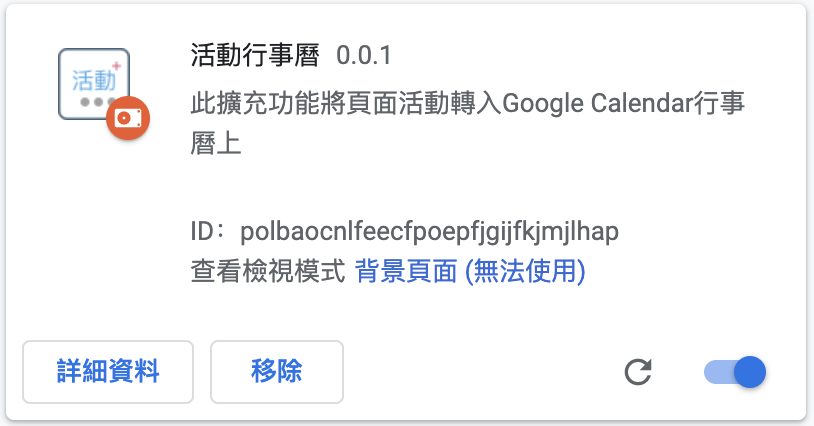 活動
活動行事曆 0.0.1
此擴充功能將頁面活動轉入Google Calendar行事
曆上
ID：polbaocnlfeecfpoepfjgijfkjmjlhap
查看檢視模式 背景頁面 (無法使用)
詳細資料 移除